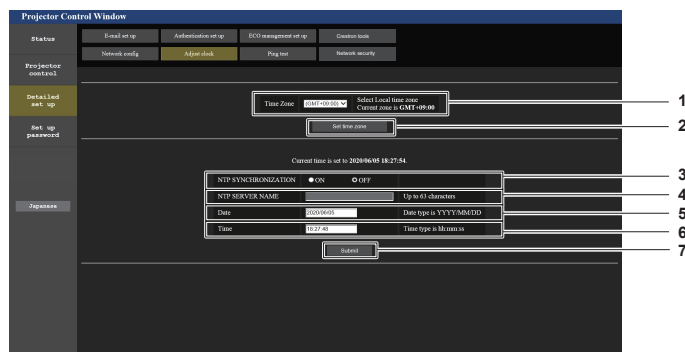 Projector Control Window
Status
E-mail set up
Authentication set up
ECO management set up
Crestron tools
Network config
Adjust clock
Ping test
Network security
Projector
control
Detailed
set up
Set up
password
Japanese
Time Zone
(GMT+09:00)
Select Local time zone
Current zone is GMT+09:00
1
Set time zone
2
Current time is set to 2020/06/05 18:27:54.
NTP SYNCHRONIZATION
ON
OFF
3
NTP SERVER NAME
Up to 63 characters
4
Date
2020/06/05
Date type is YYYY/MM/DD
5
Time
18:27:48
Time type is hh:mm:ss
6
Submit
7